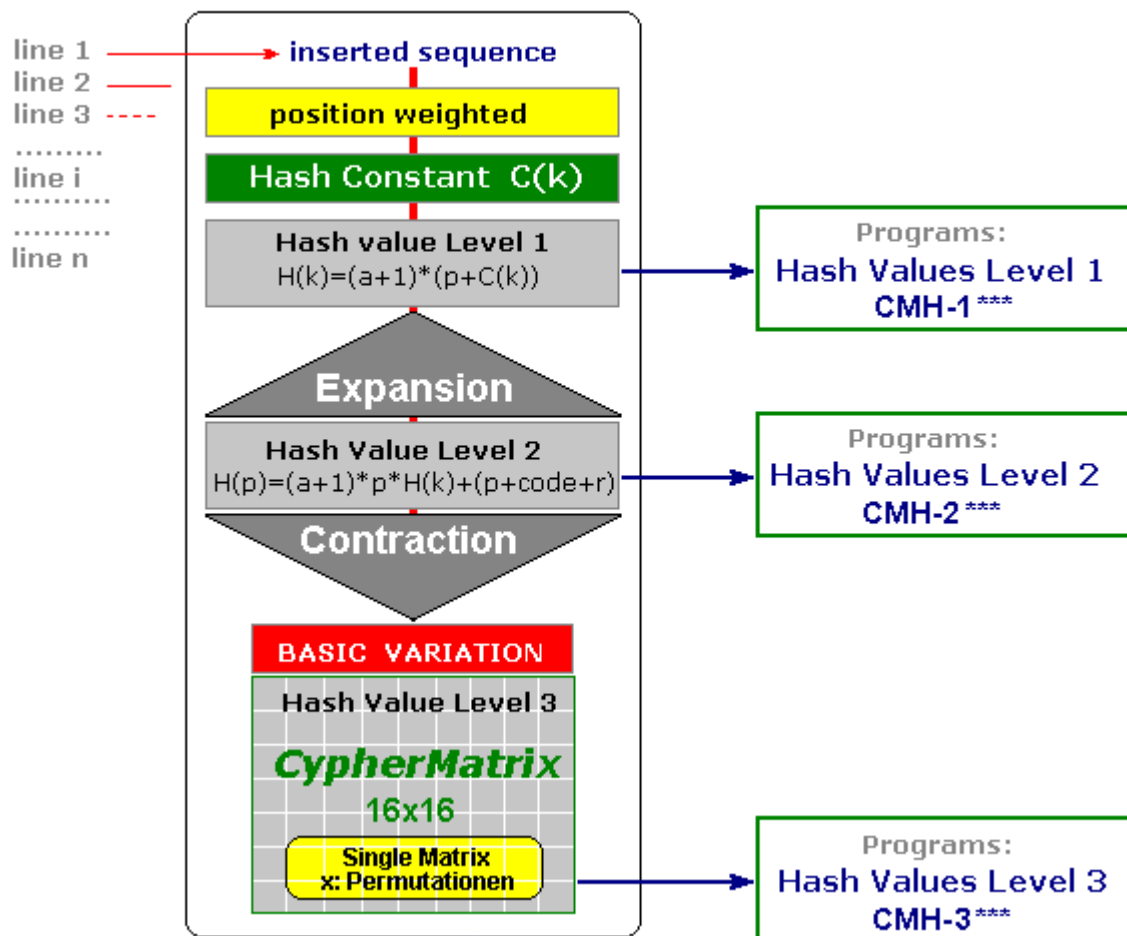 line 1
line 2
line 3
.........
line i
..........
..........
line n
inserted sequence
position weighted
Hash Constant C(k)
Hash value Level 1
H(k)=(a+1)*(p+C(k))
Expansion
Hash Value Level 2
H(p)=(a+1)*p*H(k)+(p+code+r)
Contraction
BASIC VARIATION
Hash Value Level 3
CypherMatrix
16x16
Single Matrix
x: Permutationen
Programs:
Hash Values Level 1
CMH-1***
Programs:
Hash Values Level 2
CMH-2***
Programs:
Hash Values Level 3
CMH-3***